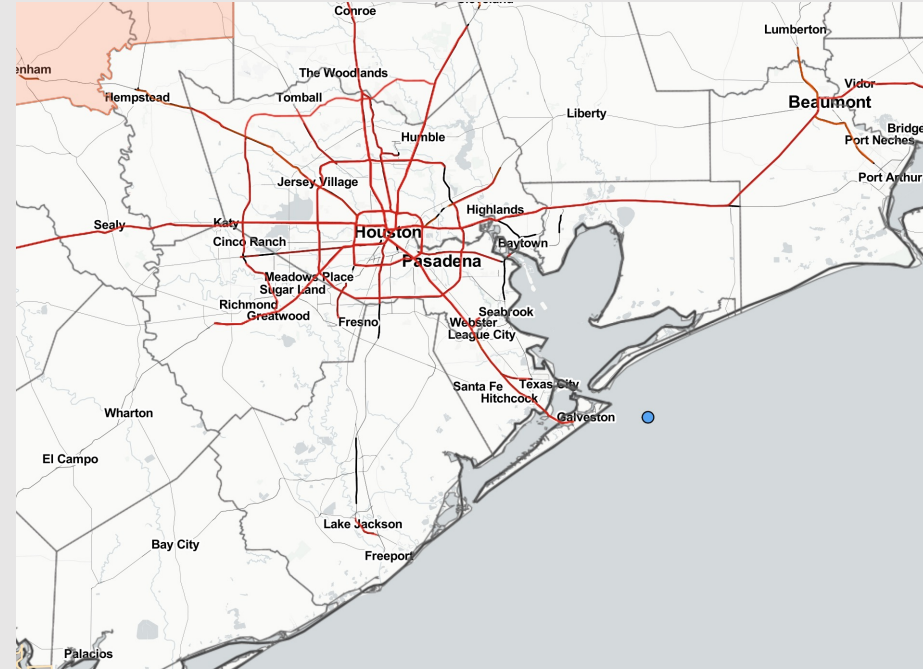 Conroe
Lumberton
enham
The Woodlands
Vidor
Hempstead
Tomball
Beaumont
Liberty
Bridge
Humble
Port Neches
Port Arthur
Jersey Village
Highlands
Sealy
Katy
Houston
Cinco Ranch
Baytown
Pasadena
Meadows Place
Sugar Land
Richmond
Greatwood
Seabrook
Fresno
Webster
League City
Santa Fe
Texas City
Hitchcock
Wharton
Galveston
El Campo
Lake Jackson
Bay City
Freeport
Palacios